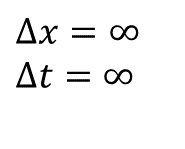 Δx = ∞
Δt = ∞